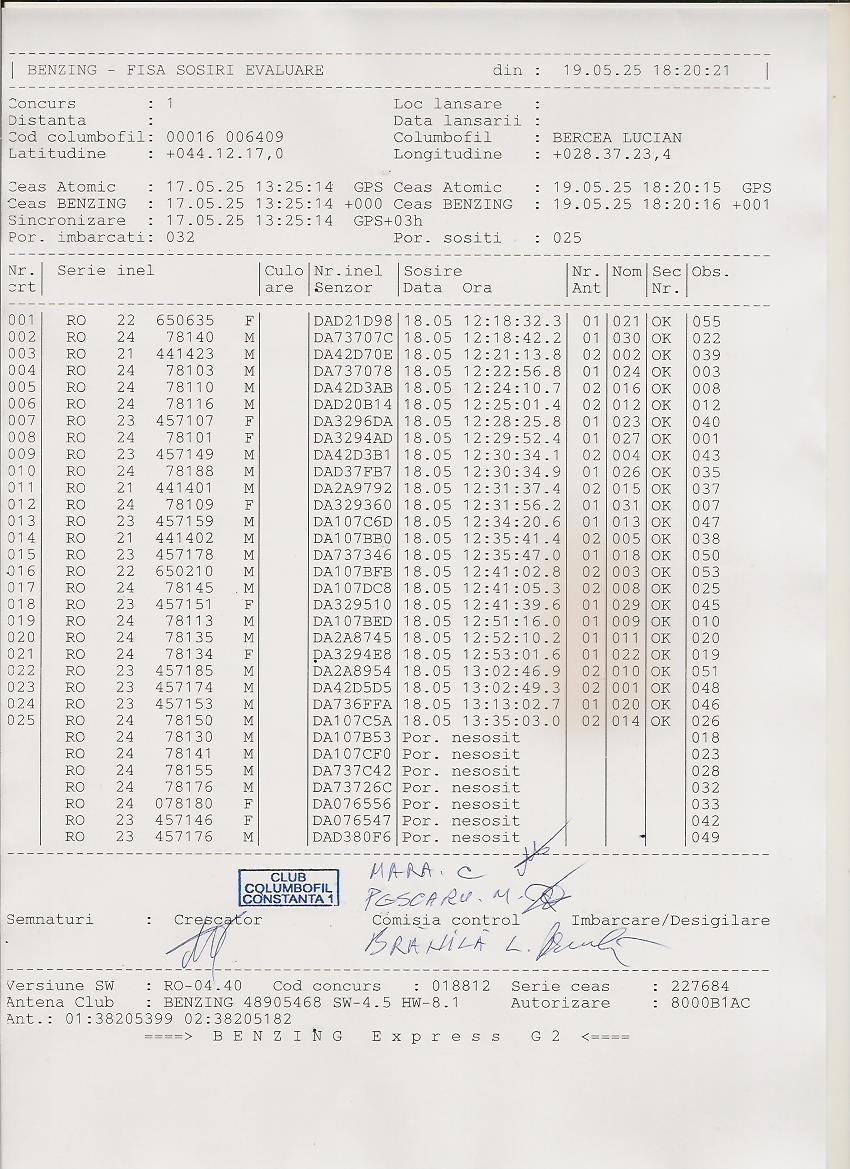 | BENZING - FISA SOSIRI EVALUARE din : 19.05.25 18:20:21 |
Concurs : 1 Loc lansare :
Distanta : Data lansarii :
Cod columbofil: 00016 006409 Columbofil : BERCEA LUCIAN
Latitudine : +044.12.17,0 Longitudine : +028.37.23,4
Ceas Atomic : 17.05.25 13:25:14 GPS Ceas Atomic : 19.05.25 18:20:15 GPS
Ceas BENZING : 17.05.25 13:25:14 +000 Ceas BENZING : 19.05.25 18:20:16 +001
Sincronizare : 17.05.25 13:25:14 GPS+03h
Por. imbarcati: 032 Por. sositi : 025
Nr. | Serie inel | Culo | Nr.inel | Sosire | Nr. | Nom | Sec | Obs.
crt | | are | Senzor | Data Ora | Ant | | Nr. |
001 RO 22 650635 F DAD21D98 18.05 12:18:32.3 01 021 OK 055
002 RO 24 78140 M DA73707C 18.05 12:18:42.2 01 030 OK 022
003 RO 21 441423 M DA42D70E 18.05 12:21:13.8 02 002 OK 039
004 RO 24 78103 M DA737078 18.05 12:22:56.8 01 024 OK 003
005 RO 24 78110 M DA42D3AB 18.05 12:24:10.7 02 016 OK 008
006 RO 24 78116 M DAD20B14 18.05 12:25:01.4 02 012 OK 012
007 RO 23 457107 F DA3296DA 18.05 12:28:25.8 01 023 OK 040
008 RO 24 78101 F DA3294AD 18.05 12:29:52.4 01 027 OK 001
009 RO 23 457149 M DA42D3B1 18.05 12:30:34.1 02 004 OK 043
010 RO 24 78188 M DAD37FB7 18.05 12:30:34.9 01 026 OK 035
011 RO 21 441401 M DA2A9792 18.05 12:31:37.4 02 015 OK 037
012 RO 24 78109 F DA329360 18.05 12:31:56.2 01 031 OK 007
013 RO 23 457159 M DA107C6D 18.05 12:34:20.6 01 013 OK 047
014 RO 21 441402 M DA107BB0 18.05 12:35:41.4 02 005 OK 038
015 RO 23 457178 M DA737346 18.05 12:35:47.0 01 018 OK 050
016 RO 22 650210 M DA107BFB 18.05 12:41:02.8 02 003 OK 053
017 RO 24 78145 M DA107DC8 18.05 12:41:05.3 02 008 OK 025
018 RO 23 457151 F DA329510 18.05 12:41:39.6 01 029 OK 045
019 RO 24 78113 M DA107BED 18.05 12:51:16.0 01 009 OK 010
020 RO 24 78135 M DA2A8745 18.05 12:52:10.2 01 011 OK 020
021 RO 24 78134 F DA3294E8 18.05 12:53:01.6 01 022 OK 019
022 RO 23 457185 M DA2A8954 18.05 13:02:46.9 02 010 OK 051
023 RO 23 457174 M DA42D5D5 18.05 13:02:49.3 02 001 OK 048
024 RO 23 457153 M DA736FFA 18.05 13:13:02.7 01 020 OK 046
025 RO 24 78150 M DA107C5A 18.05 13:35:03.0 02 014 OK 026
RO 24 78130 M DA107B53 Por. nesosit 018
RO 24 78141 M DA107CF0 Por. nesosit 023
RO 24 78155 M DA737C42 Por. nesosit 028
RO 24 78176 M DA73726C Por. nesosit 032
RO 24 078180 F DA076556 Por. nesosit 033
RO 23 457146 F DA076547 Por. nesosit 042
RO 23 457176 M DAD380F6 Por. nesosit 049
MARA. C
CLUB
COLUMBOFIL
CONSTANTA 1
PESCARU. M.
Semnaturi : Crescator Comisia control Imbarcare/Desigilare
BRĂNILĂ L.
Versiune SW : RO-04.40 Cod concurs : 018812 Serie ceas : 227684
Antena Club : BENZING 48905468 SW-4.5 HW-8.1 Autorizare : 8000B1AC
Ant.: 01:38205399 02:38205182
====> B E N Z I N G E x p r e s s G 2 <====